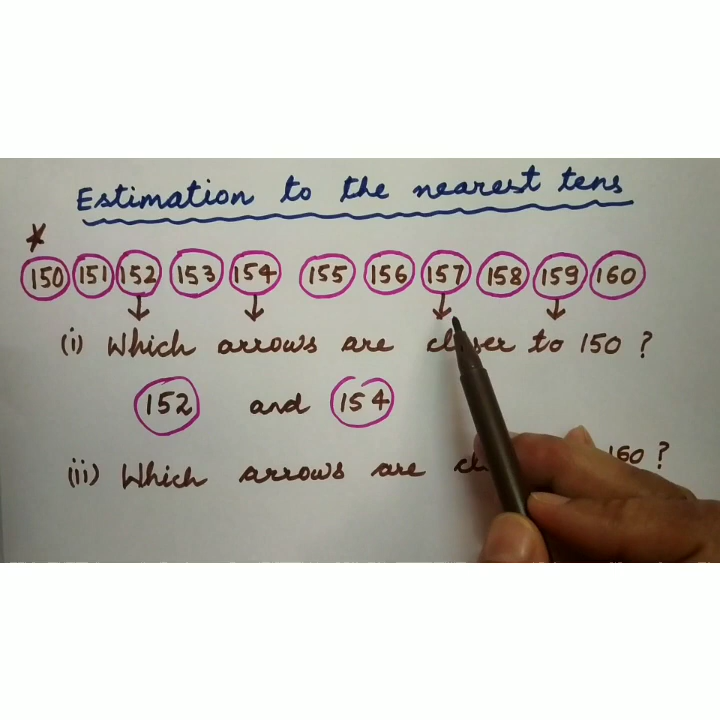 Estimation to the nearest tens
150 151 152 153 154 155 156 157 158 159 160
(i) Which arrows are closer to 150 ?
152 and 154
(ii) Which arrows are 160 ?